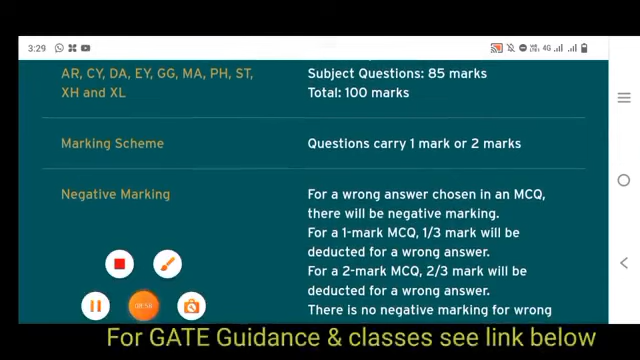 3:29
AR, CY, DA, EY, GG, MA, PH, ST,
XH and XL
Subject Questions: 85 marks
Total: 100 marks
Marking Scheme
Questions carry 1 mark or 2 marks
Negative Marking
For a wrong answer chosen in an MCQ,
there will be negative marking.
For a 1-mark MCQ, 1/3 mark will be
deducted for a wrong answer.
For a 2-mark MCQ, 2/3 mark will be
deducted for a wrong answer.
There is no negative marking for wrong
For GATE Guidance & classes see link below